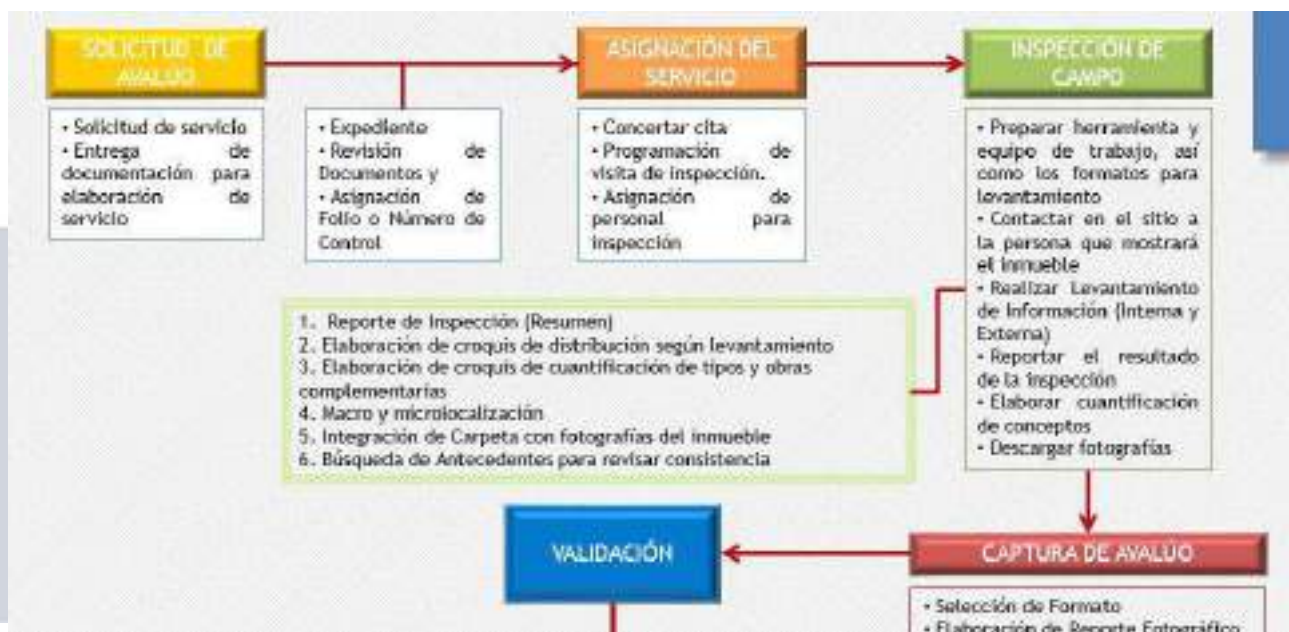 SOLICITUD DE
AVALÚO
ASIGNACIÓN DEL
SERVICIO
INSPECCIÓN DE
CAMPO
• Solicitud de servicio
• Entrega de
documentación para
elaboración de
servicio
• Expediente
• Revisión de
Documentos y
• Asignación de
Folio o Número de
Control
• Concertar cita
• Programación de
visita de inspección.
• Asignación de
personal para
inspección
• Preparar herramienta y
equipo de trabajo, así
como los formatos para
levantamiento
• Contactar en el sitio a
la persona que mostrará
el inmueble
• Realizar Levantamiento
de Información (Interna y
Externa)
• Reportar el resultado
de la inspección
• Elaborar cuantificación
de conceptos
• Descargar fotografías
1. Reporte de Inspección (Resumen)
2. Elaboración de croquis de distribución según levantamiento
3. Elaboración de croquis de cuantificación de tipos y obras
complementarias
4. Macro y microlocalización
5. Integración de Carpeta con fotografías del inmueble
6. Búsqueda de Antecedentes para revisar consistencia
VALIDACIÓN
CAPTURA DE AVALÚO
• Selección de Formato
• Elaboración de Reporte Fotográfico